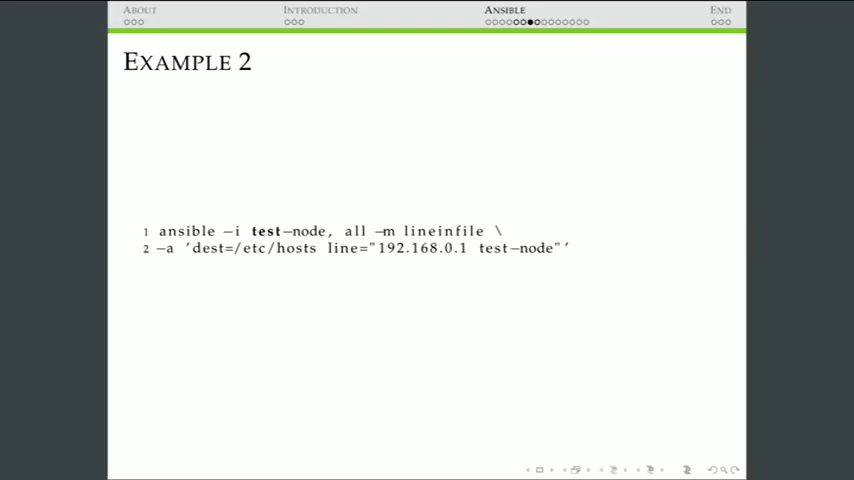 ABOUT INTRODUCTION ANSIBLE END
EXAMPLE 2
1 ansible −i test−node, all −m lineinfile \
2 −a 'dest=/etc/hosts line="192.168.0.1 test−node"'